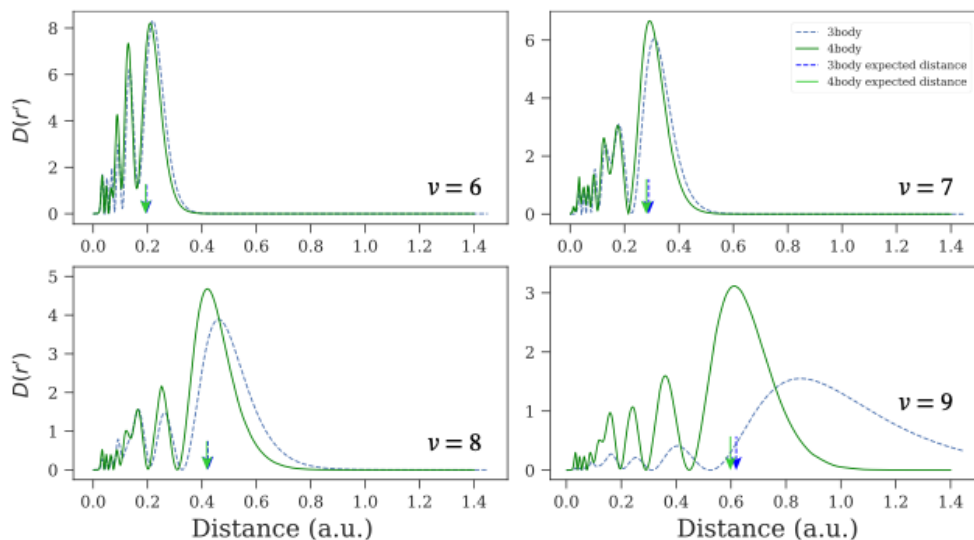 D(r')
8
6
4
2
0
v = 6
0.0 0.2 0.4 0.6 0.8 1.0 1.2 1.4
6
4
2
0
3body
4body
3body expected distance
4body expected distance
v = 7
0.0 0.2 0.4 0.6 0.8 1.0 1.2 1.4
D(r')
5
4
3
2
1
0
v = 8
0.0 0.2 0.4 0.6 0.8 1.0 1.2 1.4
Distance (a.u.)
3
2
1
0
v = 9
0.0 0.2 0.4 0.6 0.8 1.0 1.2 1.4
Distance (a.u.)